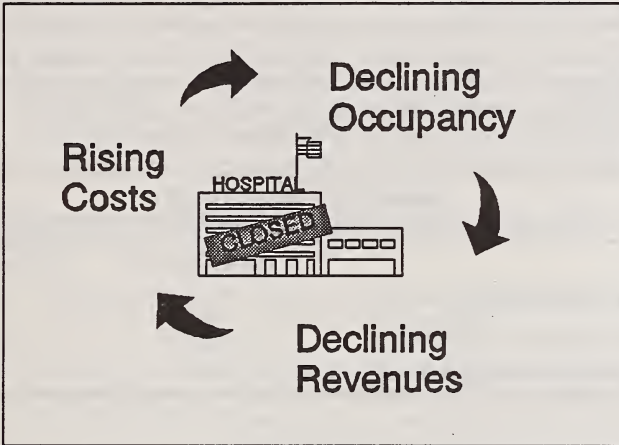 Declining
Occupancy
Rising
Costs
HOSPITAL
CLOSED
Declining
Revenues